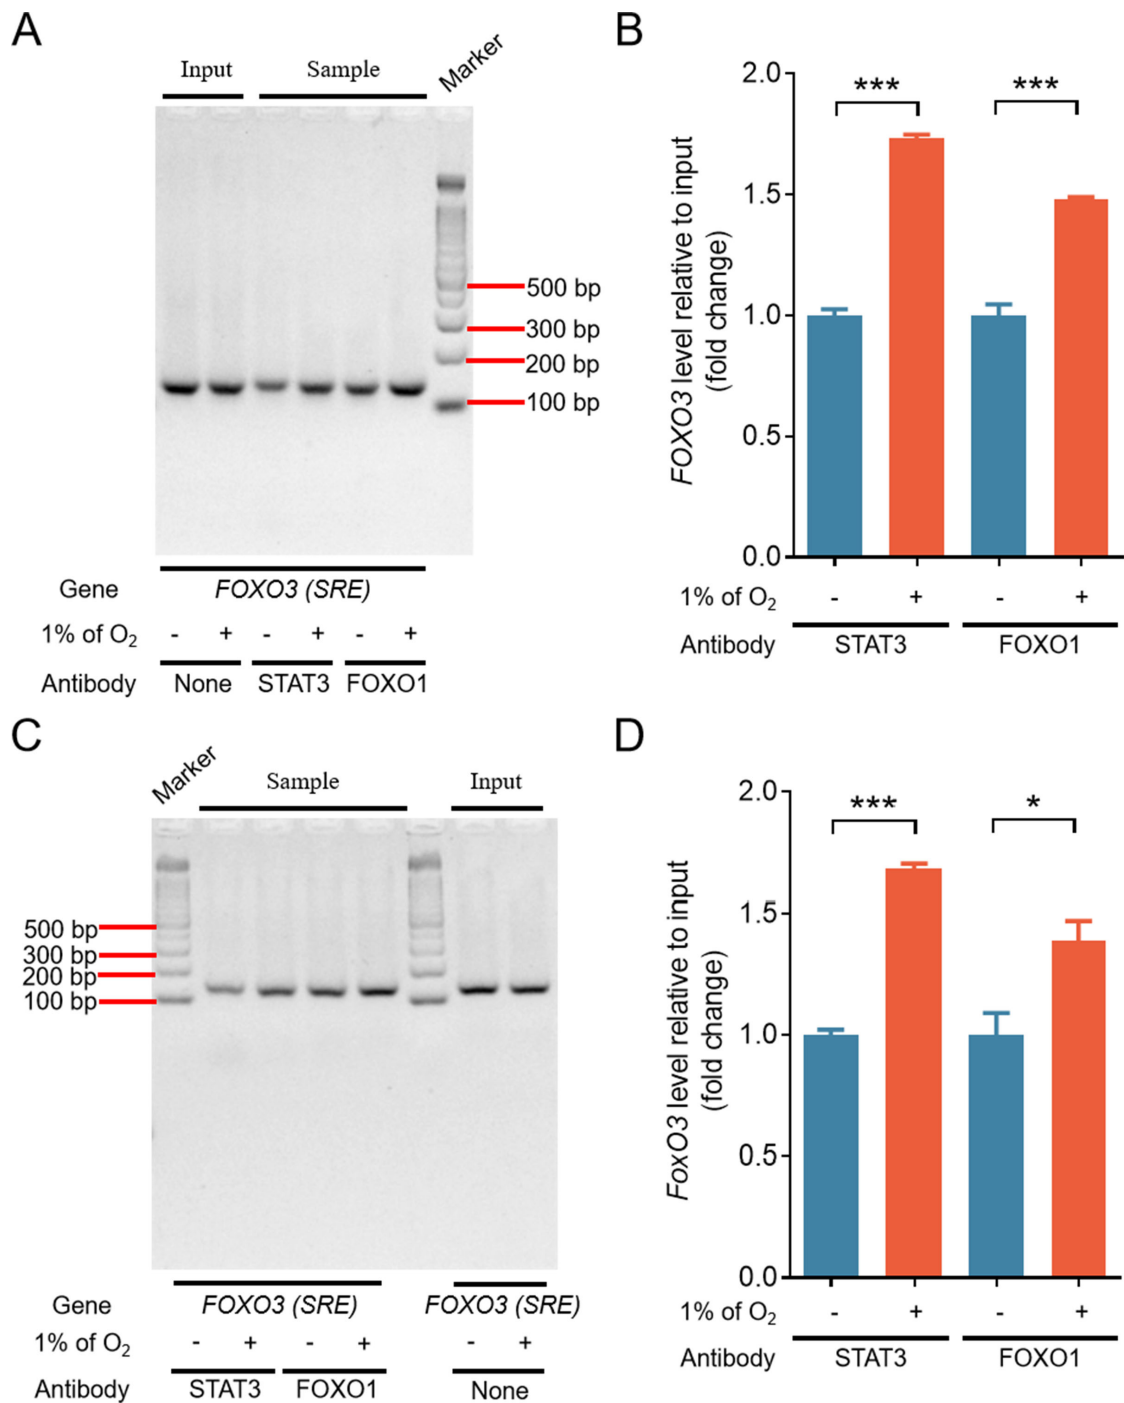 A
Input Sample Marker
500 bp
300 bp
200 bp
100 bp
Gene FOXO3 (SRE)
1% of O2 - + - + - +
Antibody None STAT3 FOXO1
B
2.0
1.5
1.0
0.5
0.0
FOXO3 level relative to input
(fold change)
*** ***
1% of O2 - + - +
Antibody STAT3 FOXO1
C
Marker Sample Input
500 bp
300 bp
200 bp
100 bp
Gene FOXO3 (SRE) FOXO3 (SRE)
1% of O2 - + - + - +
Antibody STAT3 FOXO1 None
D
2.0
1.5
1.0
0.5
0.0
FoxO3 level relative to input
(fold change)
*** *
1% of O2 - + - +
Antibody STAT3 FOXO1